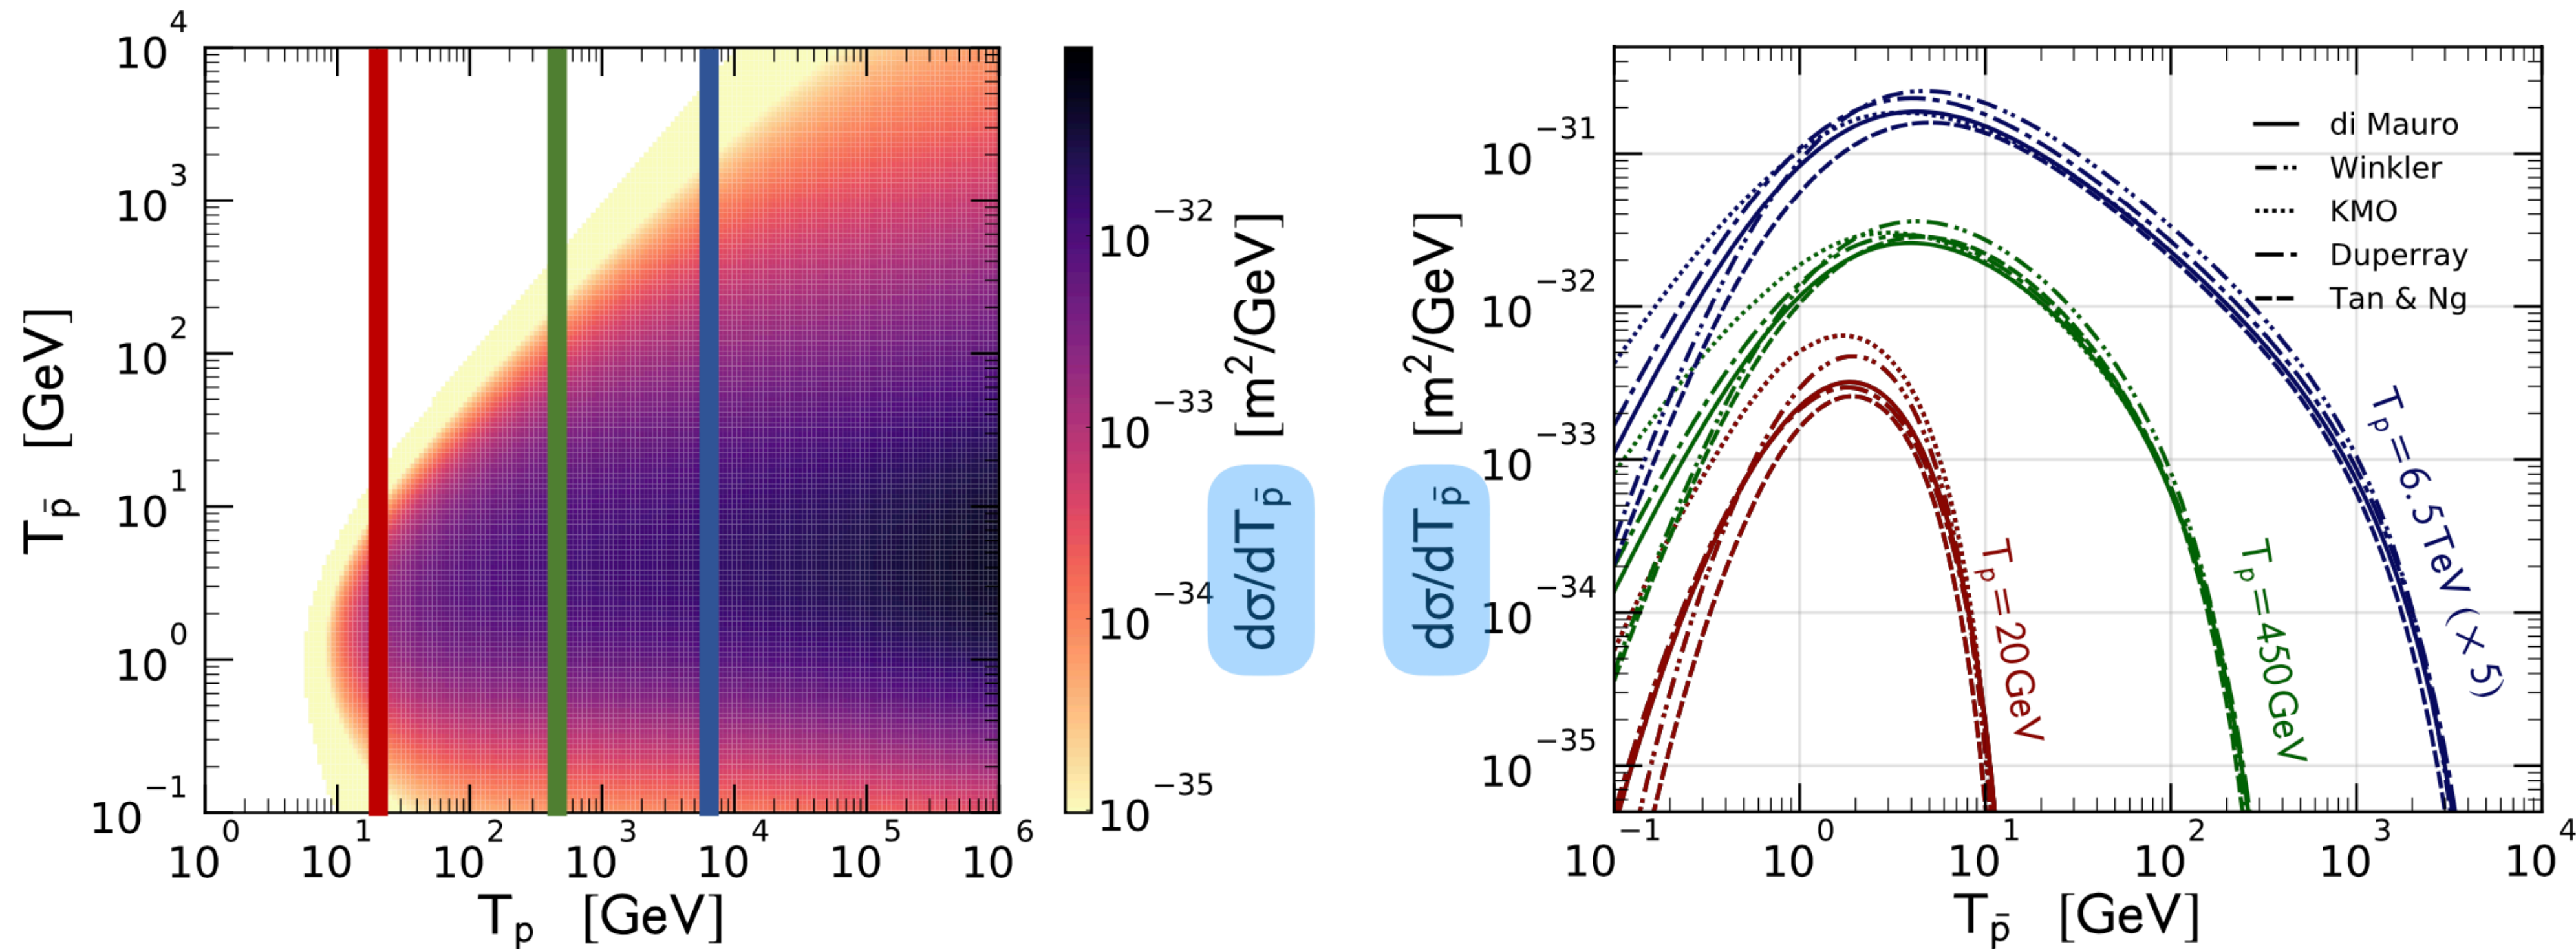 10^4
10^3
10^2
10^1
10^0
10^−1
T_p̄ [GeV]
10^0 10^1 10^2 10^3 10^4 10^5 10^6
T_p [GeV]
10^−32
10^−33
10^−34
10^−35
dσ/dT_p̄ [m^2/GeV]
dσ/dT_p̄ [m^2/GeV]
10^−31
10^−32
10^−33
10^−34
10^−35
di Mauro
Winkler
KMO
Duperray
Tan & Ng
T_p=20GeV
T_p=450GeV
T_p=6.5TeV (×5)
10^−1 10^0 10^1 10^2 10^3 10^4
T_p̄ [GeV]